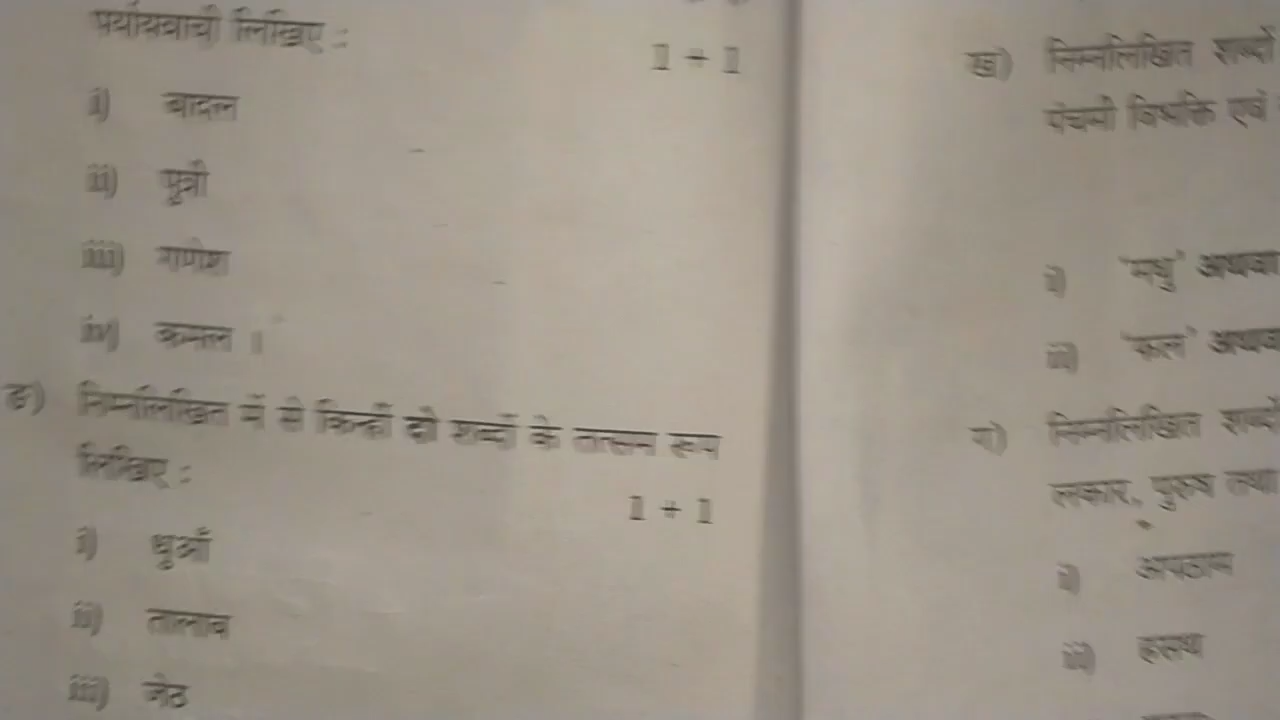 पर्यायवाची लिखिए :
1 + 1
i) बादल
ii) पुत्री
iii) गणेश
iv) कमल ।
ङ) निम्नलिखित में से किन्हीं दो शब्दों के तत्सम रूप
लिखिए :
1 + 1
i) धुआँ
ii) तालाब
iii) जेठ
ख) निम्नलिखित शब्दों
पंचमी विभक्ति एवं
i) 'मधु' अथवा
ii) 'फल' अथवा
ग) निम्नलिखित शब्दों
लकार, पुरुष तथा
i) अपठाम
ii) हसथ